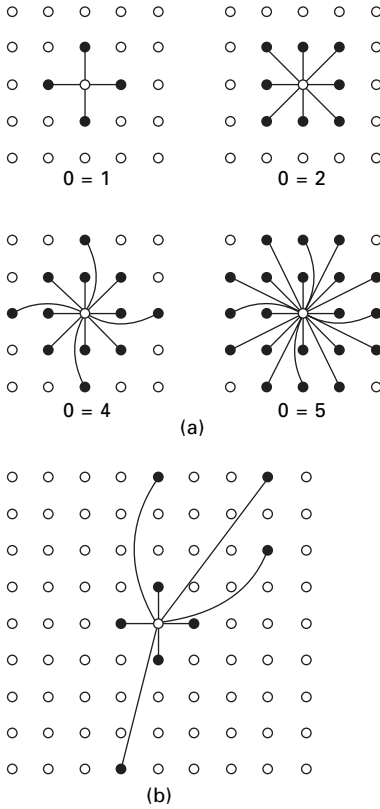 0 = 1
0 = 2
0 = 4
0 = 5
(a)
(b)